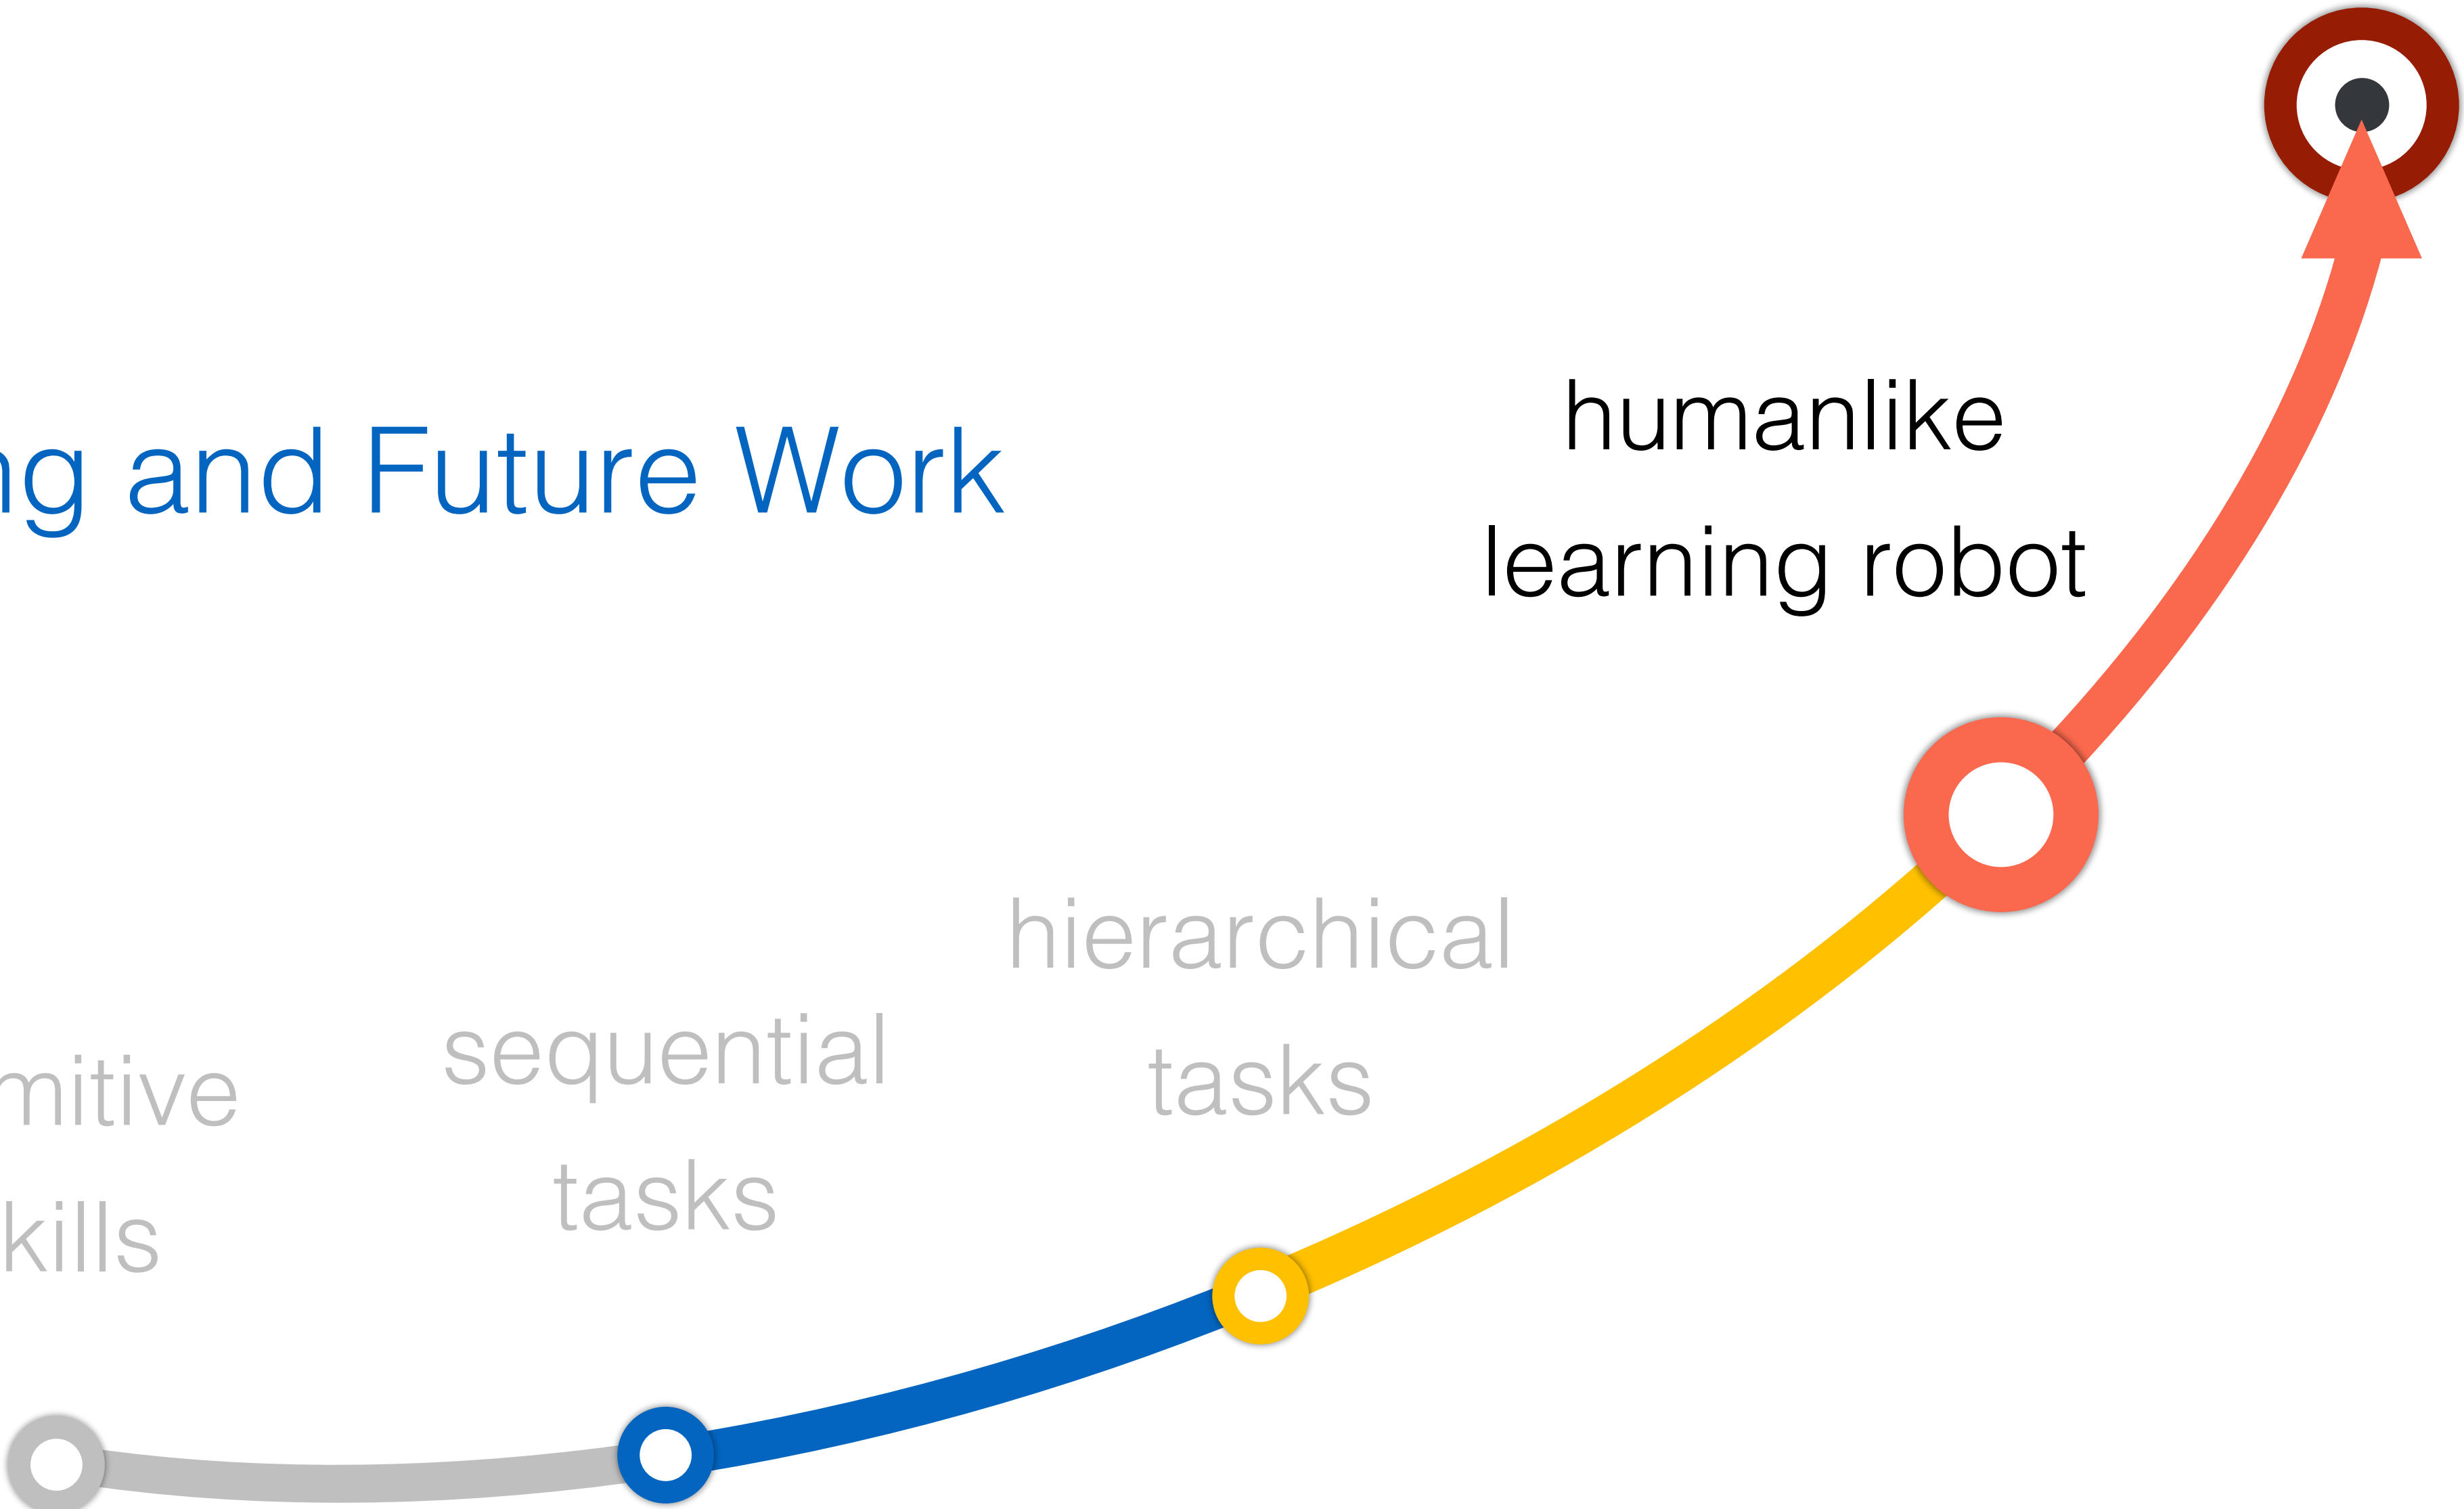 ng and Future Work
humanlike
learning robot
hierarchical
tasks
sequential
tasks
mitive
kills